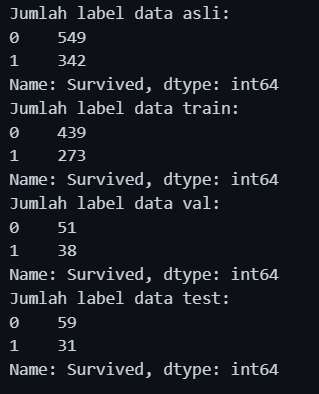 Jumlah label data asli:
0    549
1    342
Name: Survived, dtype: int64
Jumlah label data train:
0    439
1    273
Name: Survived, dtype: int64
Jumlah label data val:
0    51
1    38
Name: Survived, dtype: int64
Jumlah label data test:
0    59
1    31
Name: Survived, dtype: int64